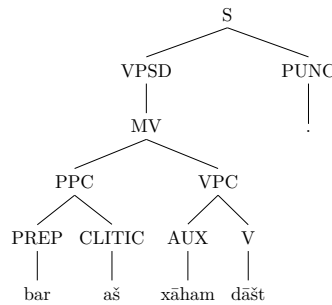 S
VPSD PUNC
MV .
PPC VPC
PREP CLITIC AUX V
bar aš xāham dāšt